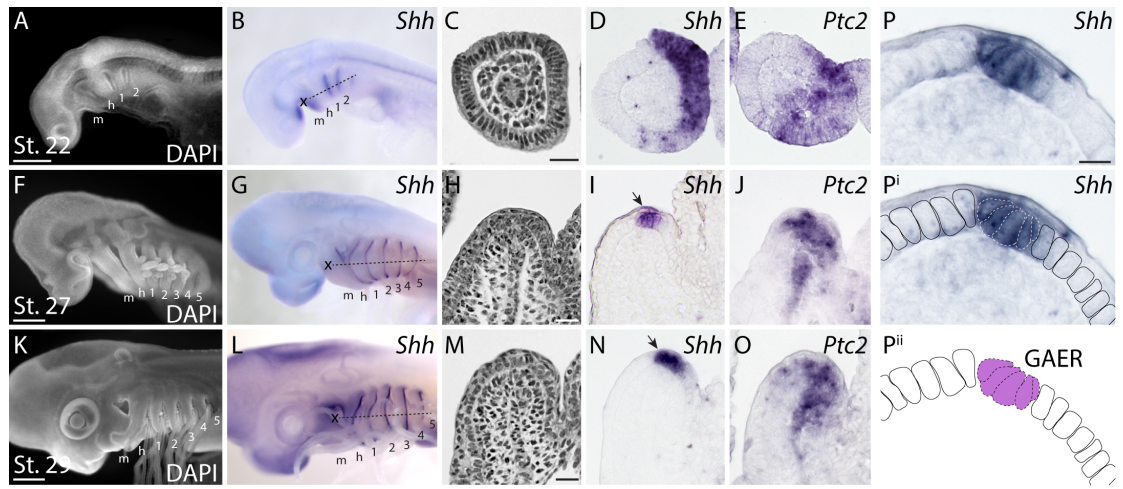 A
B Shh
C
D Shh
E Ptc2
P Shh
m h 1 2
St. 22 DAPI
x m h 1 2
F
G Shh
H
I Shh
J Ptc2
Pi Shh
m h 1 2 3 4 5
St. 27 DAPI
x m h 1 2 3 4 5
K
L Shh
M
N Shh
O Ptc2
Pii
GAER
m h 1 2 3 4 5
St. 29 DAPI
x m h 1 2 3 4 5